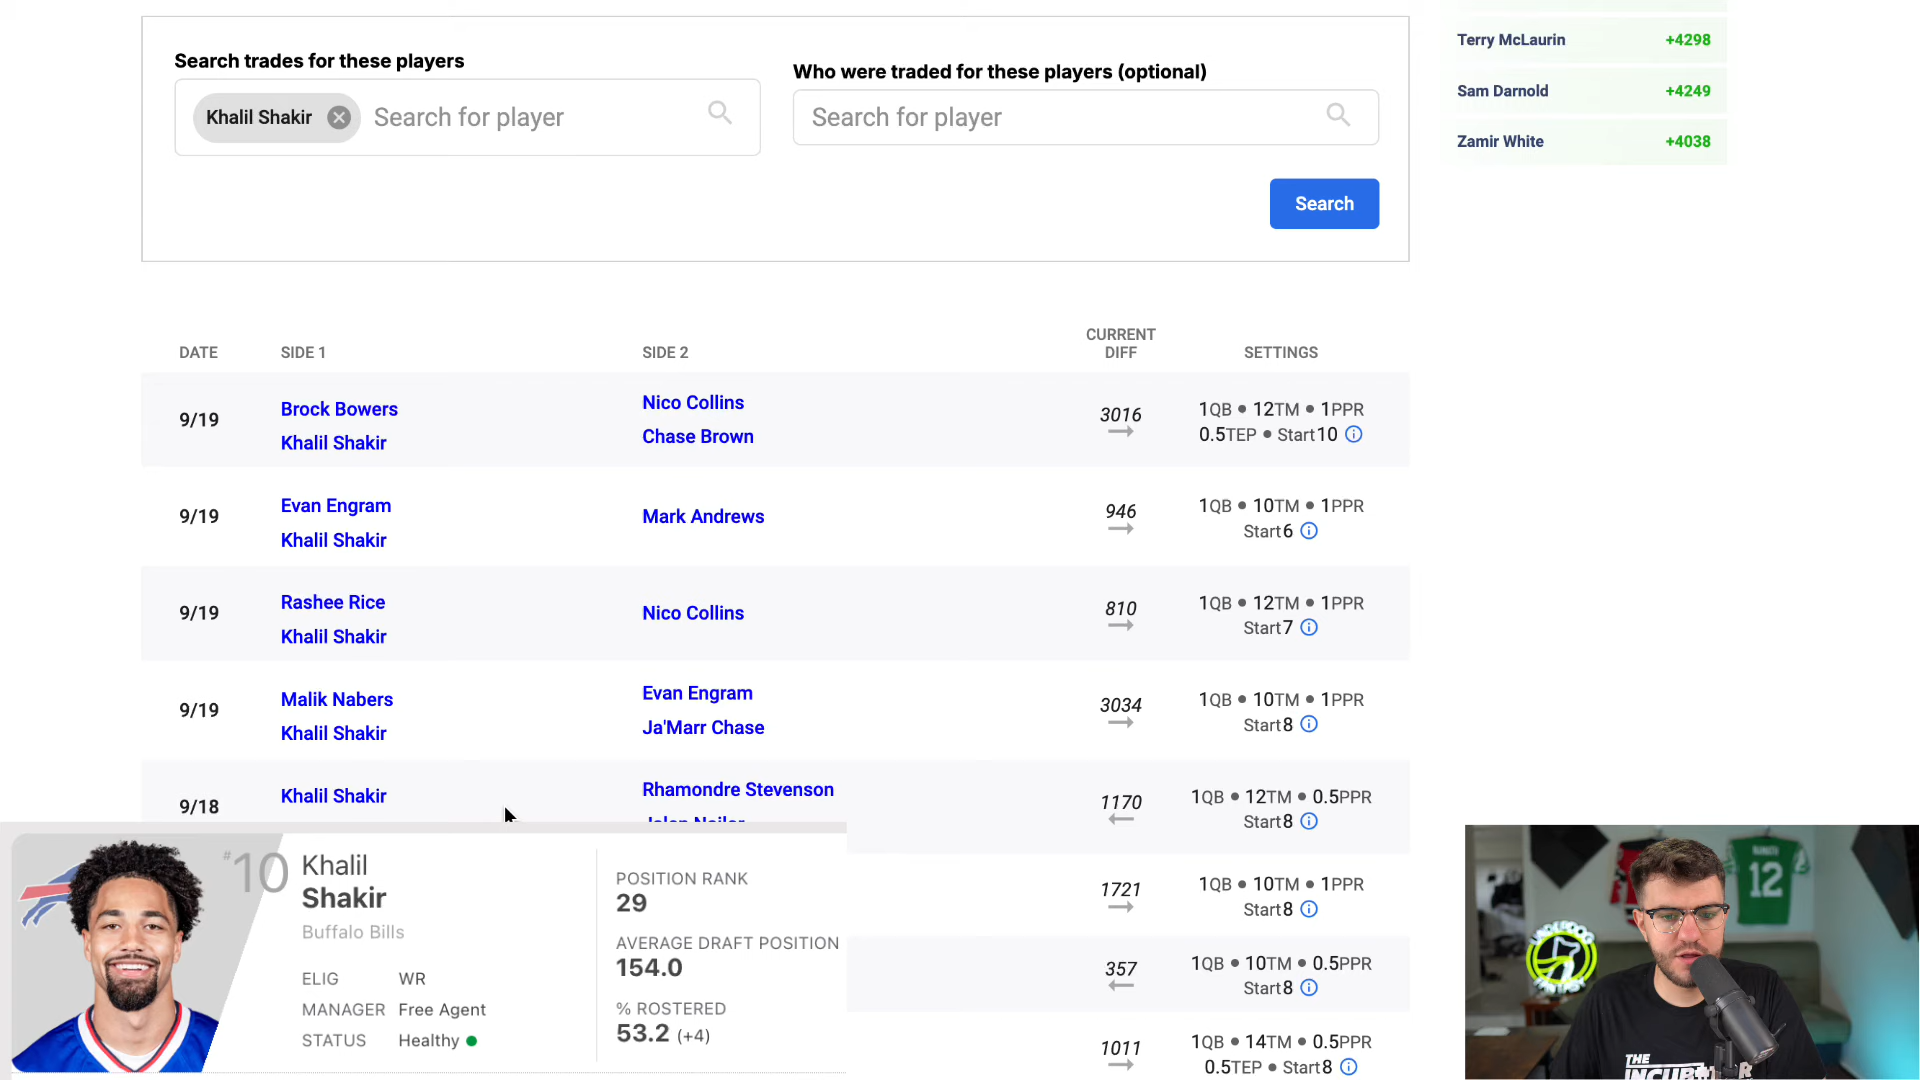 Search trades for these players
Who were traded for these players (optional)
Khalil Shakir
Search for player
Search for player
Search
Terry McLaurin +4298
Sam Darnold +4249
Zamir White +4038
DATE SIDE 1 SIDE 2 CURRENT DIFF SETTINGS
9/19
Brock Bowers
Khalil Shakir
Nico Collins
Chase Brown
3016
1QB • 12TM • 1PPR
0.5TEP • Start10
9/19
Evan Engram
Khalil Shakir
Mark Andrews
946
1QB • 10TM • 1PPR
Start6
9/19
Rashee Rice
Khalil Shakir
Nico Collins
810
1QB • 12TM • 1PPR
Start7
9/19
Malik Nabers
Khalil Shakir
Evan Engram
Ja'Marr Chase
3034
1QB • 10TM • 1PPR
Start8
9/18
Khalil Shakir
Rhamondre Stevenson
1170
1QB • 12TM • 0.5PPR
Start8
1721
1QB • 10TM • 1PPR
Start8
357
1QB • 10TM • 0.5PPR
Start8
1011
1QB • 14TM • 0.5PPR
0.5TEP • Start8
#10
Khalil
Shakir
Buffalo Bills
ELIG WR
MANAGER Free Agent
STATUS Healthy
POSITION RANK
29
AVERAGE DRAFT POSITION
154.0
% ROSTERED
53.2 (+4)
12
THE